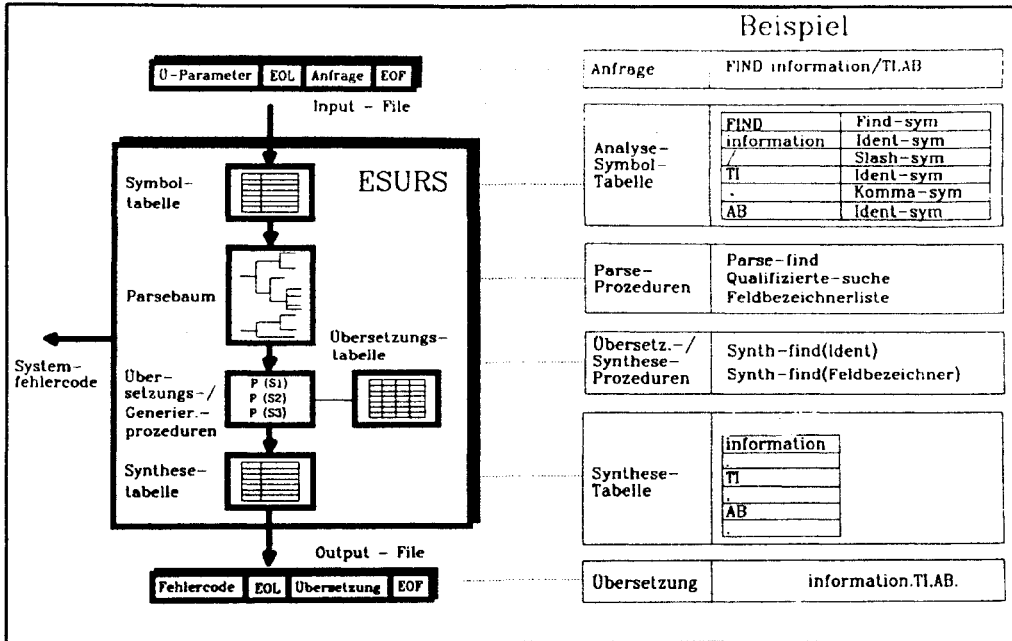 Beispiel
Ü-Parameter EOL Anfrage EOF
Input - File
ESURS
Symbol-
tabelle
Parsebaum
Übersetzungs-
tabelle
System-
fehlercode
Über-
setzungs-/
Generier.-
prozeduren
P (S1)
P (S2)
P (S3)
Synthese-
tabelle
Output - File
Fehlercode EOL Übersetzung EOF
Anfrage FIND information/TI,AB
Analyse-
Symbol-
Tabelle
FIND Find-sym
information Ident-sym
/ Slash-sym
TI Ident-sym
, Komma-sym
AB Ident-sym
Parse-
Prozeduren
Parse-find
Qualifizierte-suche
Feldbezeichnerliste
Übersetz.-/
Synthese-
Prozeduren
Synth-find(Ident)
Synth-find(Feldbezeichner)
Synthese-
Tabelle
information
.
TI
.
AB
.
Übersetzung information.TI.AB.